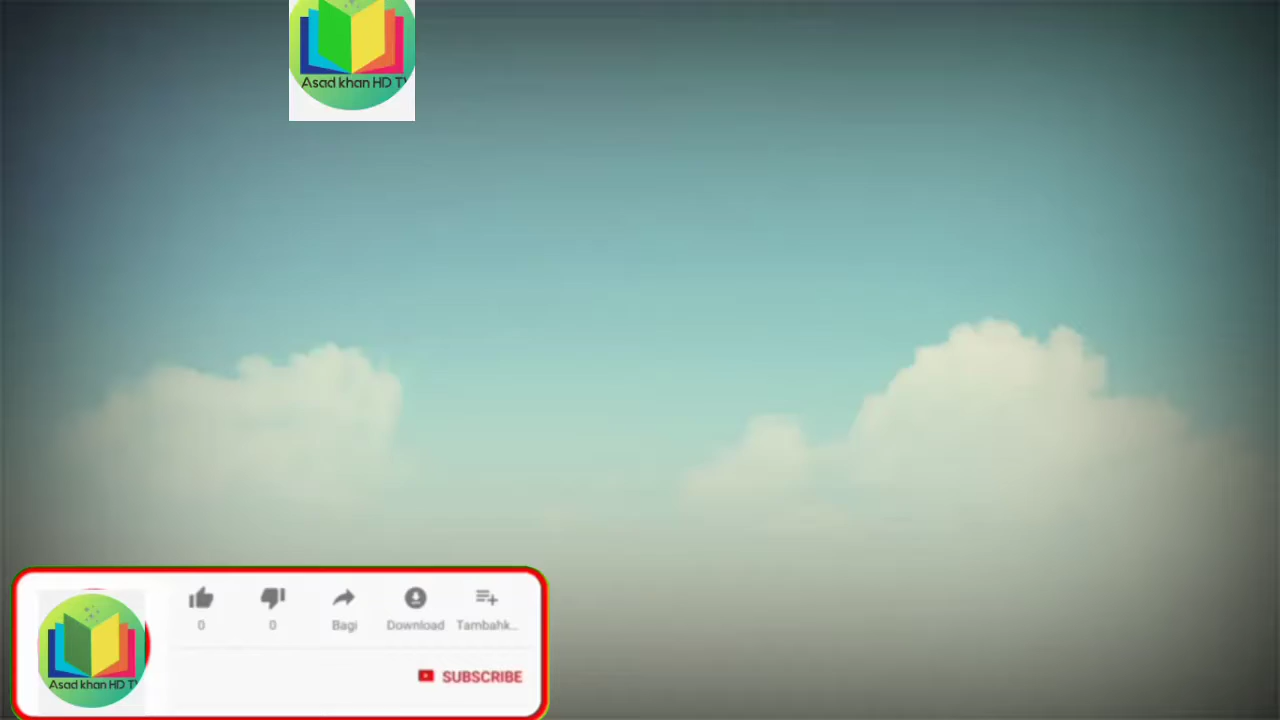 Asad khan HD TV
0
0
Bagi
Download
Tambahk...
SUBSCRIBE
Asad khan HD TV